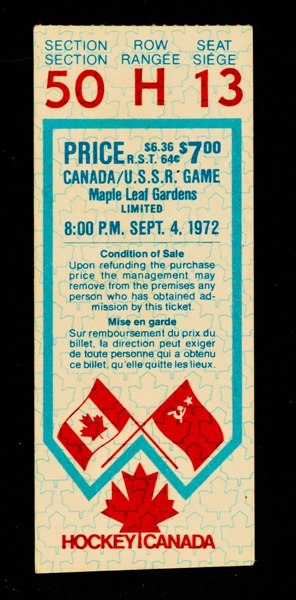 SECTION ROW SEAT
SECTION RANGÉE SIÉGE
50 H 13
PRICE $6.36 R.S.T. 64¢ $7.00
CANADA/U.S.S.R. GAME
Maple Leaf Gardens
LIMITED
8:00 P.M. SEPT. 4, 1972
Condition of Sale
Upon refunding the purchase
price the management may
remove from the premises any
person who has obtained ad-
mission by this ticket.
Mise en garde
Sur remboursement du prix du
billet, la direction peut exiger
de toute personne qui a obtenu
ce billet, qu'elle quitte les lieux.
HOCKEY CANADA